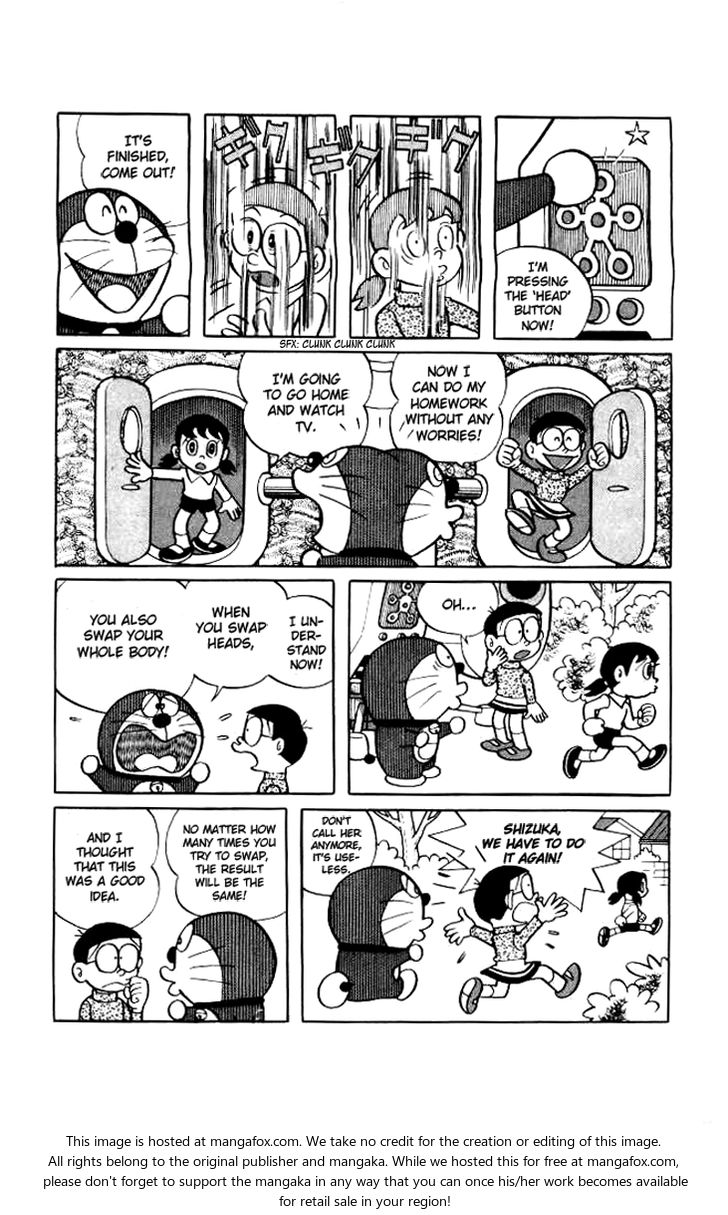 I'M
PRESSING
THE 'HEAD'
BUTTON
NOW!
ギク
ギク
ギク
SFX: CLUNK CLUNK CLUNK
IT'S
FINISHED,
COME OUT!
NOW I
CAN DO MY
HOMEWORK
WITHOUT ANY
WORRIES!
I'M GOING
TO GO HOME
AND WATCH
TV.
OH...
I UN-
DER-
STAND
NOW!
WHEN
YOU SWAP
HEADS,
YOU ALSO
SWAP YOUR
WHOLE BODY!
SHIZUKA,
WE HAVE TO DO
IT AGAIN!
DON'T
CALL HER
ANYMORE,
IT'S USE-
LESS.
NO MATTER HOW
MANY TIMES YOU
TRY TO SWAP,
THE RESULT
WILL BE THE
SAME!
AND I
THOUGHT
THAT THIS
WAS A GOOD
IDEA.
This image is hosted at mangafox.com. We take no credit for the creation or editing of this image.
All rights belong to the original publisher and mangaka. While we hosted this for free at mangafox.com,
please don't forget to support the mangaka in any way that you can once his/her work becomes available
for retail sale in your region!